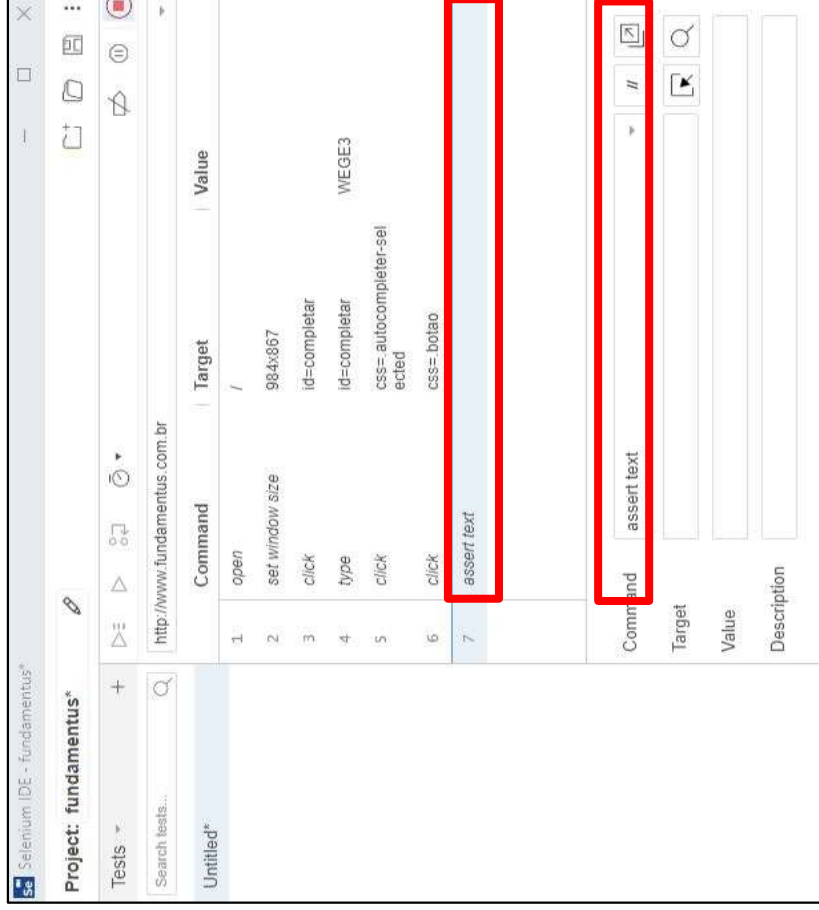 Selenium IDE - fundamentus*
Project: fundamentus*
Tests
Search tests...
Untitled*
http://www.fundamentus.com.br
Command Target Value
1 open /
2 set window size 984x867
3 click id=completar
4 type id=completar WEGE3
5 click css=.autocompleter-sel
ected
6 click css=.botao
7 assert text
Command assert text //
Target
Value
Description